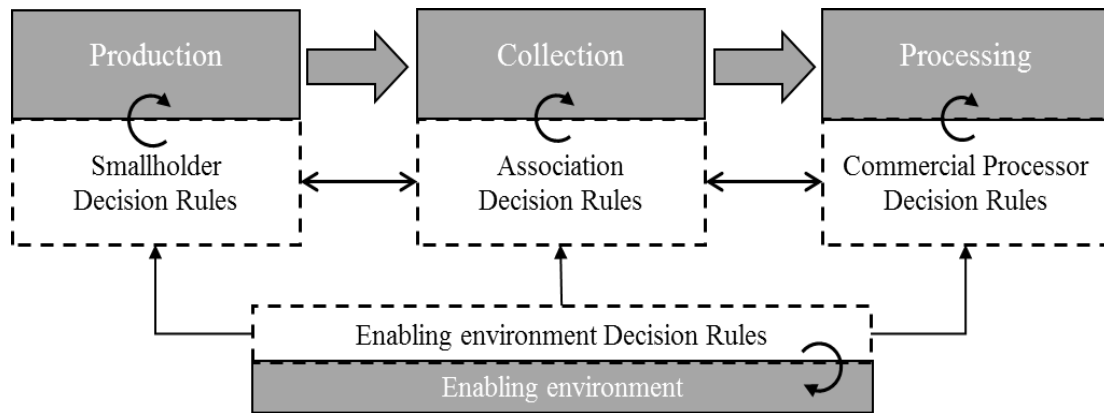 Production
Collection
Processing
Smallholder
Decision Rules
Association
Decision Rules
Commercial Processor
Decision Rules
Enabling environment Decision Rules
Enabling environment